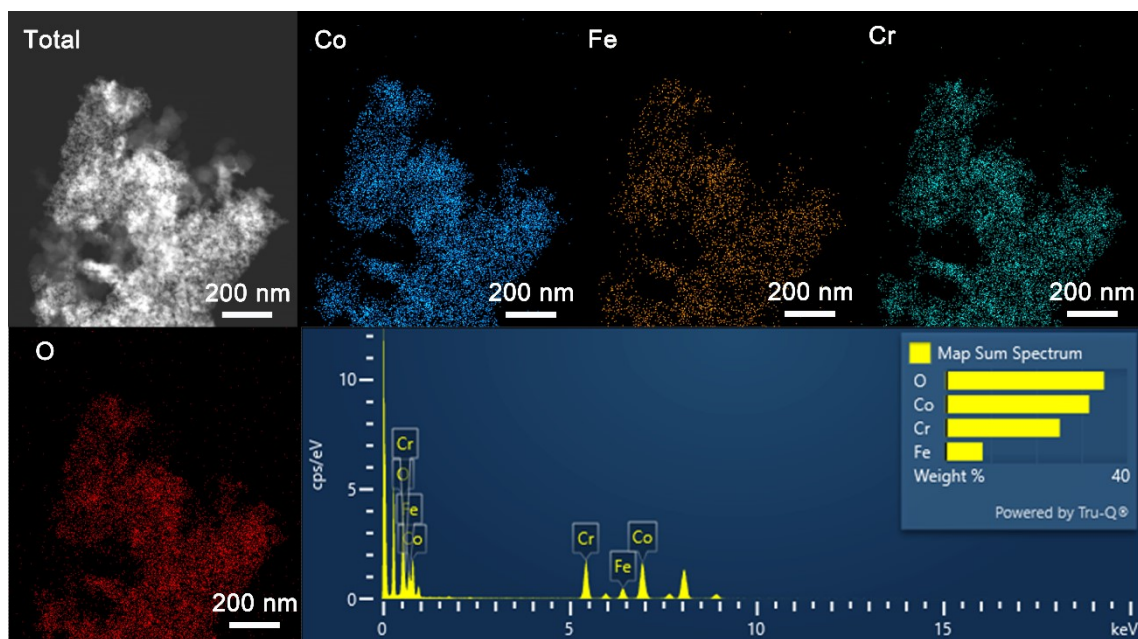 Total
Co
Fe
Cr
200 nm
200 nm
200 nm
200 nm
O
200 nm
cps/eV
10
5
0
Cr
O
Fe
Co
Cr
Fe
Co
0
5
10
15
keV
Map Sum Spectrum
O
Co
Cr
Fe
Weight %
40
Powered by Tru-Q®